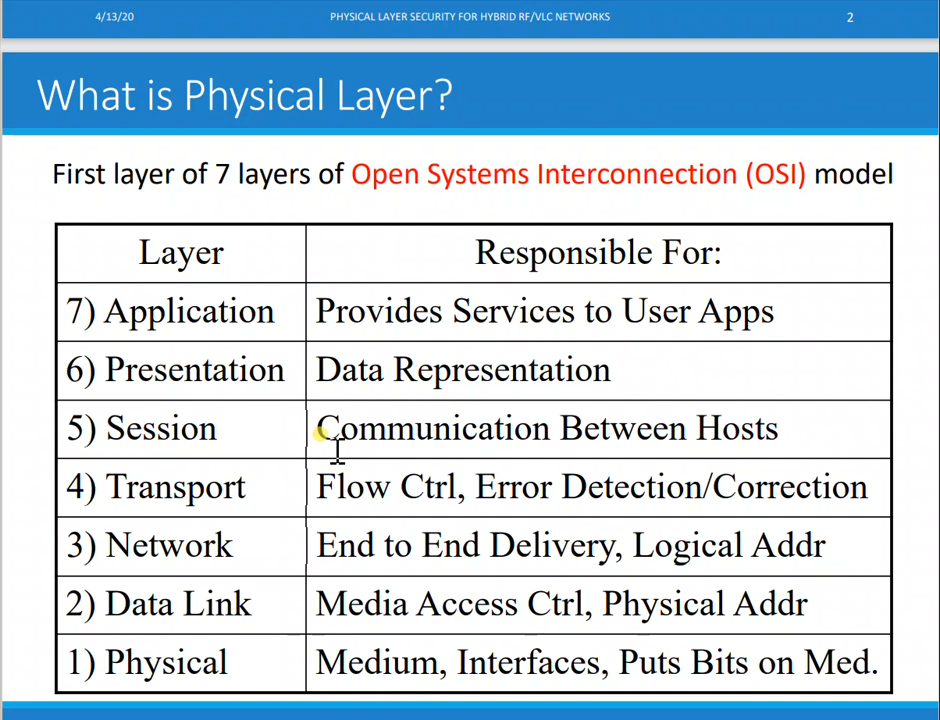 4/13/20 PHYSICAL LAYER SECURITY FOR HYBRID RF/VLC NETWORKS 2
What is Physical Layer?
First layer of 7 layers of Open Systems Interconnection (OSI) model
Layer Responsible For:
7) Application Provides Services to User Apps
6) Presentation Data Representation
5) Session Communication Between Hosts
4) Transport Flow Ctrl, Error Detection/Correction
3) Network End to End Delivery, Logical Addr
2) Data Link Media Access Ctrl, Physical Addr
1) Physical Medium, Interfaces, Puts Bits on Med.